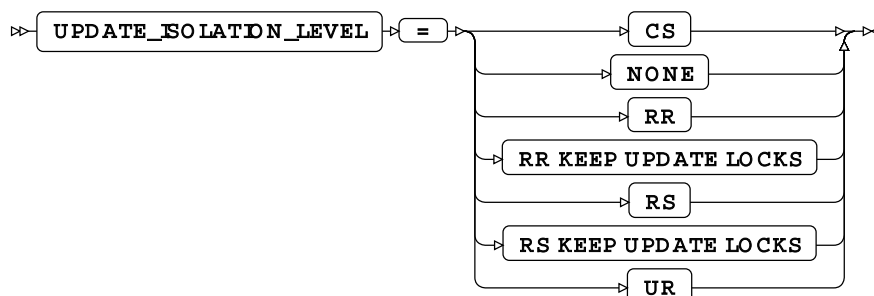 UPDATE_ISOLATION_LEVEL = CS
NONE
RR
RR KEEP UPDATE LOCKS
RS
RS KEEP UPDATE LOCKS
UR